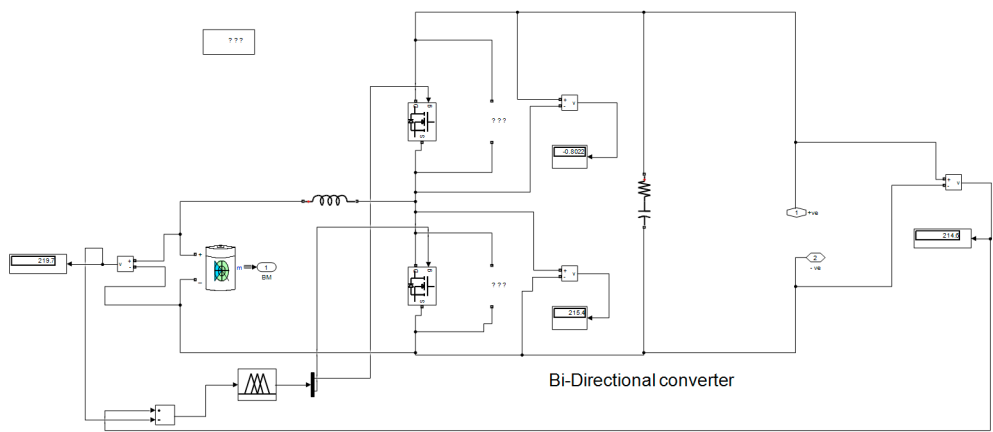 ? ? ?
g
D
S
? ? ?
+
-
v
-0.8022
1
+ve
+
-
v
214.6
219.7
v
+
-
+
-
m
1
BM
g
D
S
? ? ?
+
-
v
215.4
2
- ve
Bi-Directional converter